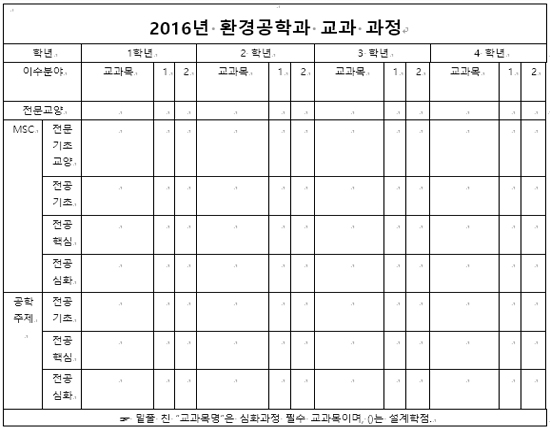 2016년 환경공학과 교과 과정
학년 1학년 2 학년 3 학년 4 학년
이수분야 교과목 1 2 교과목 1 2 교과목 1 2 교과목 1 2
전문교양
MSC 전문
기초
교양
전공
기초
전공
핵심
전공
심화
공학 전공
주제 기초
전공
핵심
전공
심화
☞ 밑줄 친 "교과목명"은 심화과정 필수 교과목이며, ()는 설계학점.